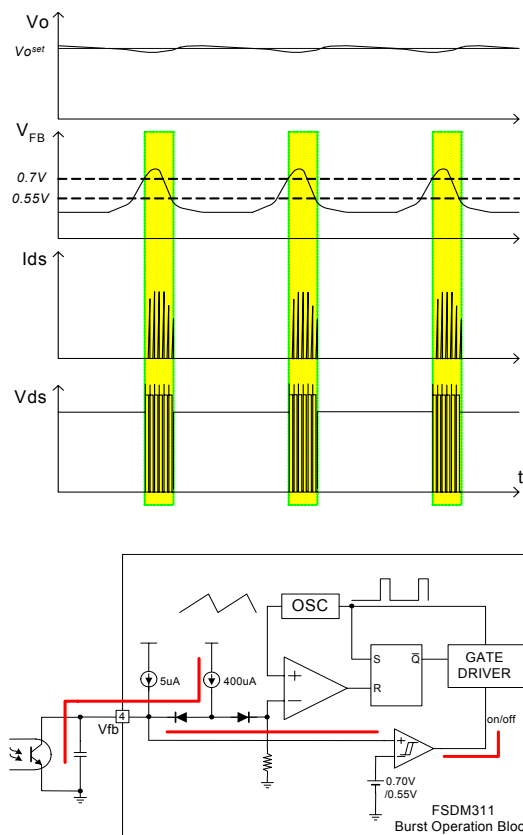 Vo
Vo^set
V_FB
0.7V
0.55V
Ids
Vds
t
OSC
5uA
400uA
+
−
S
Q̅
R
GATE
DRIVER
4
Vfb
on/off
+
−
0.70V
/0.55V
FSDM311
Burst Operation Bloc